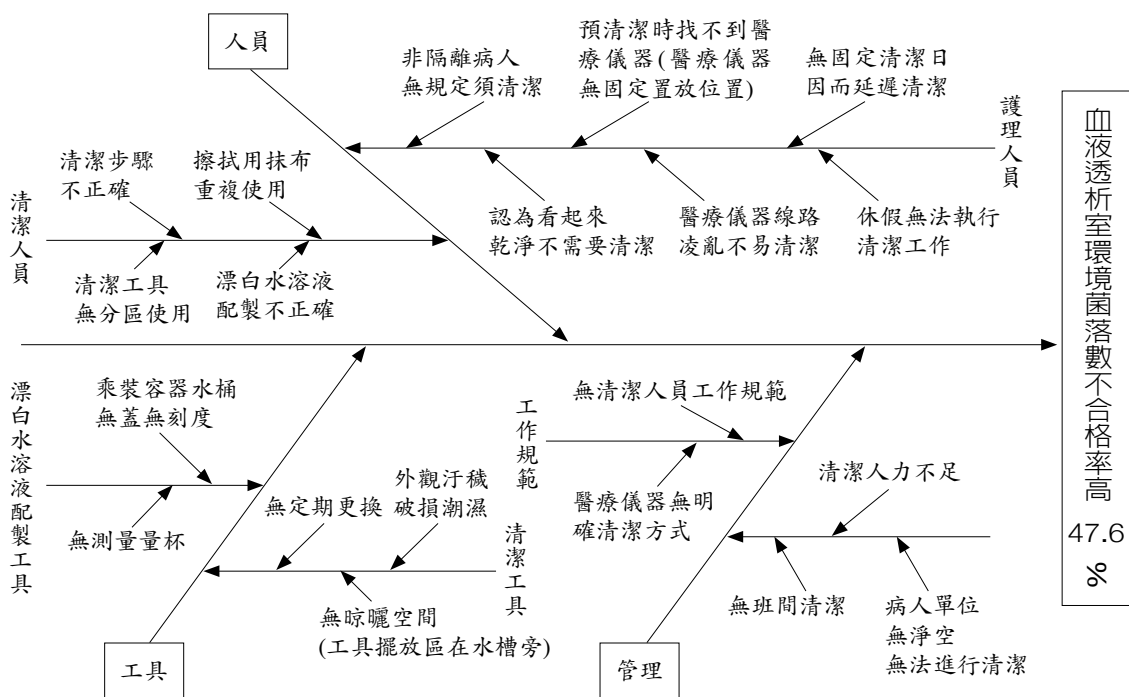 人員
非隔離病人
無規定須清潔
預清潔時找不到醫
療儀器(醫療儀器
無固定置放位置)
無固定清潔日
因而延遲清潔
護理人員
認為看起來
乾淨不需要清潔
醫療儀器線路
凌亂不易清潔
休假無法執行
清潔工作
清潔人員
清潔步驟
不正確
擦拭用抹布
重複使用
清潔工具
無分區使用
漂白水溶液
配製不正確
血液透析室環境菌落數不合格率高
47.6
%
漂白水溶液配製工具
乘裝容器水桶
無蓋無刻度
無測量量杯
無定期更換
外觀汙穢
破損潮濕
清潔工具
無晾曬空間
(工具擺放區在水槽旁)
工具
工作規範
無清潔人員工作規範
醫療儀器無明
確清潔方式
清潔人力不足
無班間清潔
病人單位
無淨空
無法進行清潔
管理